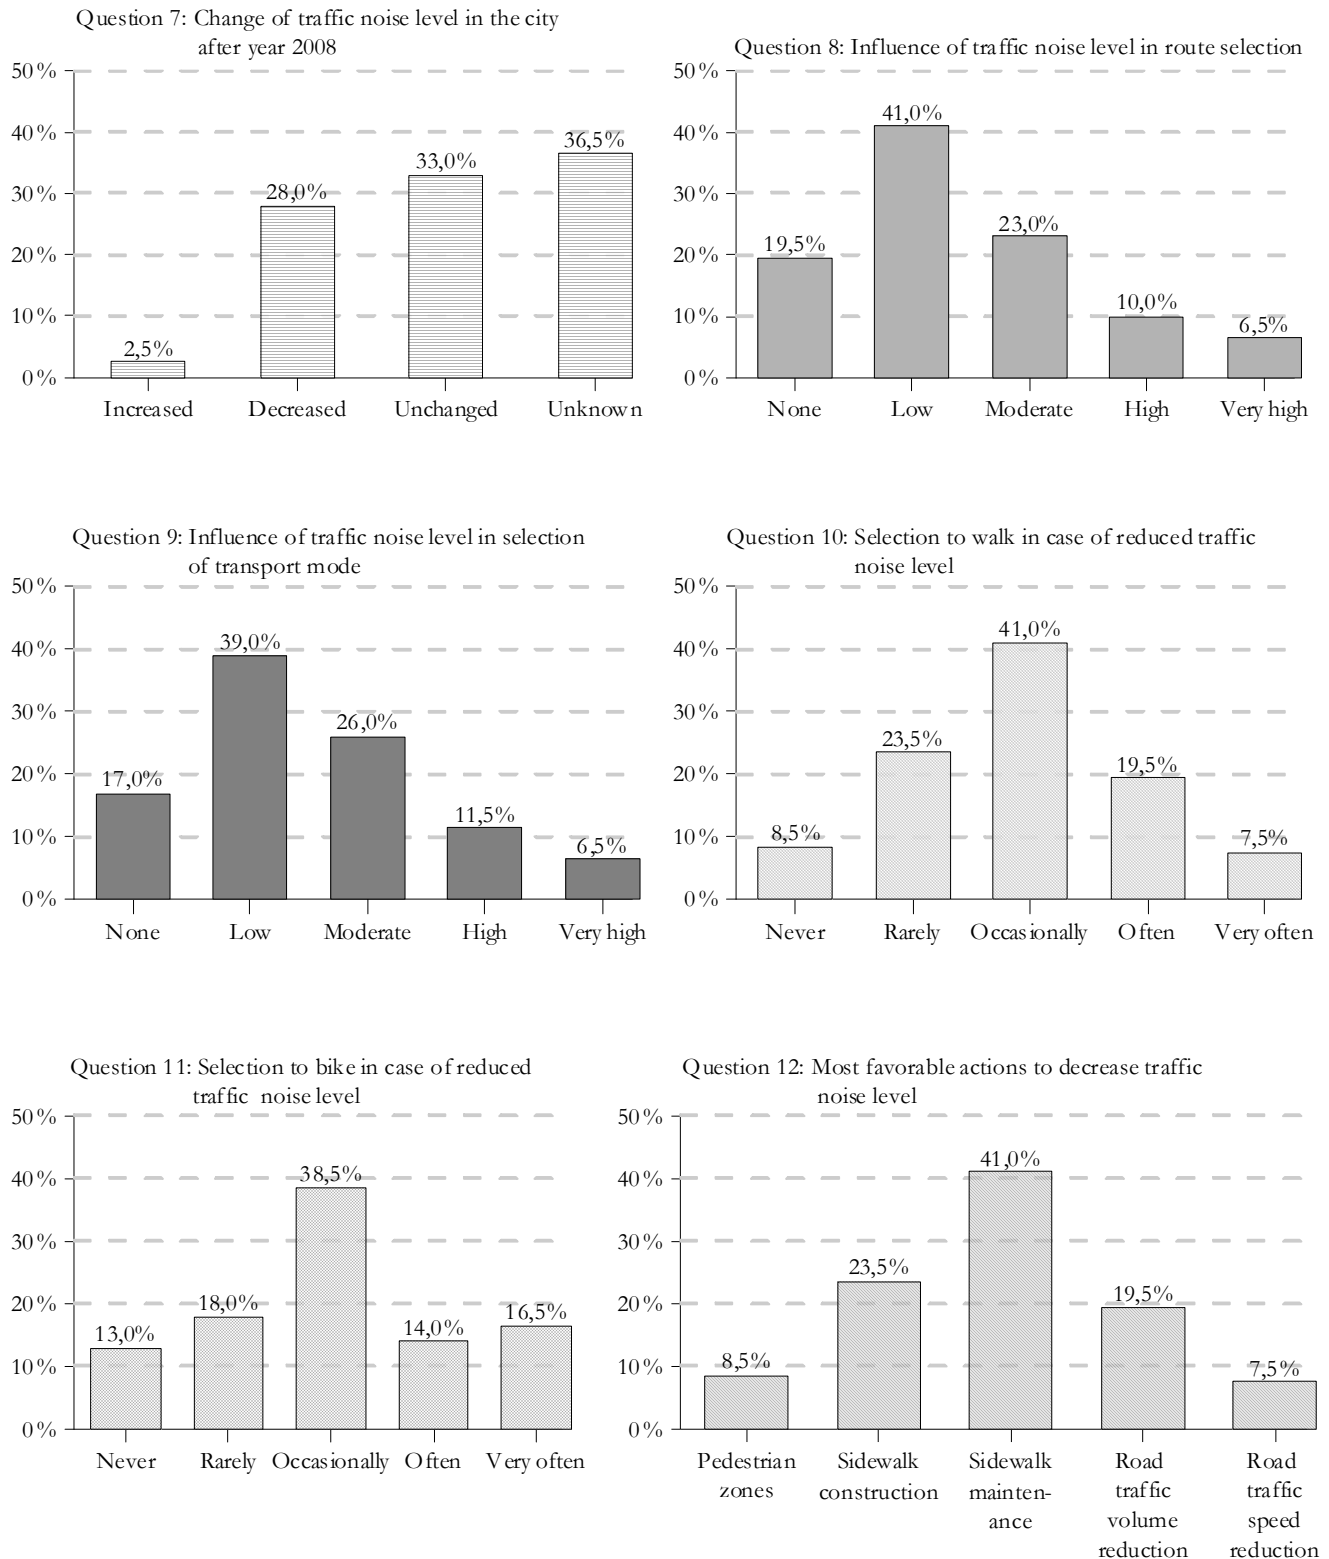 Question 7: Change of traffic noise level in the city
after year 2008
50%
40%
30%
20%
10%
0%
2,5%
28,0%
33,0%
36,5%
Increased Decreased Unchanged Unknown
Question 8: Influence of traffic noise level in route selection
50%
40%
30%
20%
10%
0%
19,5%
41,0%
23,0%
10,0%
6,5%
None Low Moderate High Very high
Question 9: Influence of traffic noise level in selection
of transport mode
50%
40%
30%
20%
10%
0%
17,0%
39,0%
26,0%
11,5%
6,5%
None Low Moderate High Very high
Question 10: Selection to walk in case of reduced traffic
noise level
50%
40%
30%
20%
10%
0%
8,5%
23,5%
41,0%
19,5%
7,5%
Never Rarely Occasionally Often Very often
Question 11: Selection to bike in case of reduced
traffic noise level
50%
40%
30%
20%
10%
0%
13,0%
18,0%
38,5%
14,0%
16,5%
Never Rarely Occasionally Often Very often
Question 12: Most favorable actions to decrease traffic
noise level
50%
40%
30%
20%
10%
0%
8,5%
23,5%
41,0%
19,5%
7,5%
Pedestrian
zones
Sidewalk
construction
Sidewalk
mainten-
ance
Road
traffic
volume
reduction
Road
traffic
speed
reduction